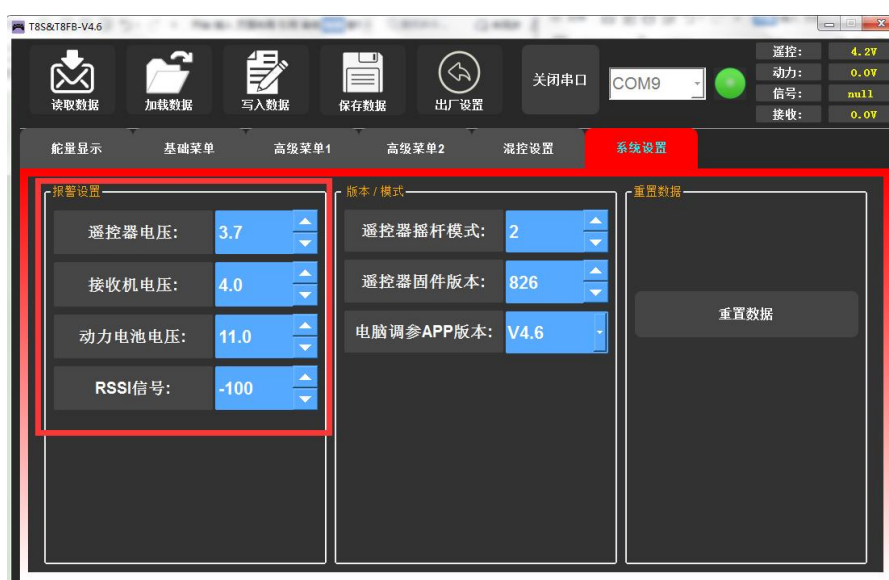 T8S&T8FB-V4.6
读取数据
加载数据
写入数据
保存数据
出厂设置
关闭串口
COM9
遥控: 4.2V
动力: 0.0V
信号: null
接收: 0.0V
舵量显示 基础菜单 高级菜单1 高级菜单2 混控设置 系统设置
报警设置
遥控器电压: 3.7
接收机电压: 4.0
动力电池电压: 11.0
RSSI信号: -100
版本/模式
遥控器摇杆模式: 2
遥控器固件版本: 826
电脑调参APP版本: V4.6
重置数据
重置数据